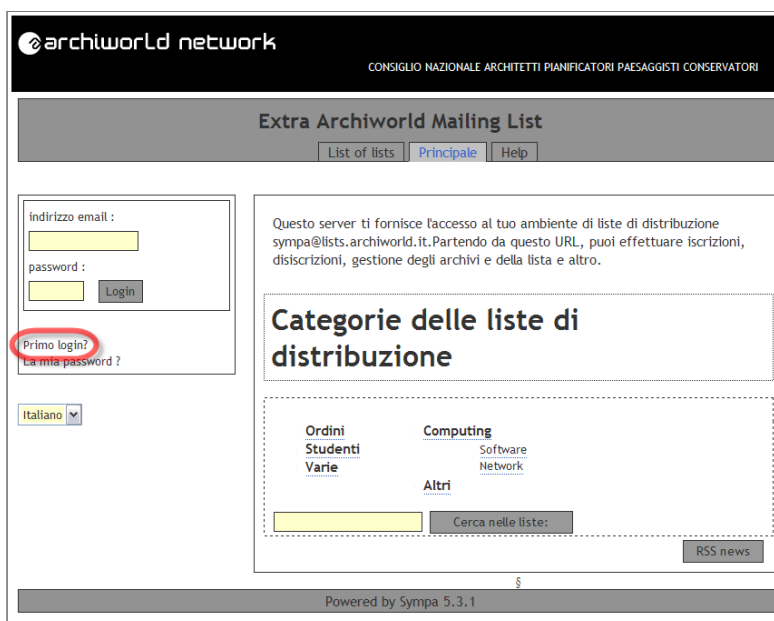 archiworld network
CONSIGLIO NAZIONALE ARCHITETTI PIANIFICATORI PAESAGGISTI CONSERVATORI
Extra Archiworld Mailing List
List of lists Principale Help
indirizzo email :
password :
Login
Primo login?
La mia password ?
Italiano
Questo server ti fornisce l'accesso al tuo ambiente di liste di distribuzione
sympa@lists.archiworld.it.Partendo da questo URL, puoi effettuare iscrizioni,
disiscrizioni, gestione degli archivi e della lista e altro.
Categorie delle liste di
distribuzione
Ordini
Studenti
Varie
Computing
Software
Network
Altri
Cerca nelle liste:
RSS news
§
Powered by Sympa 5.3.1